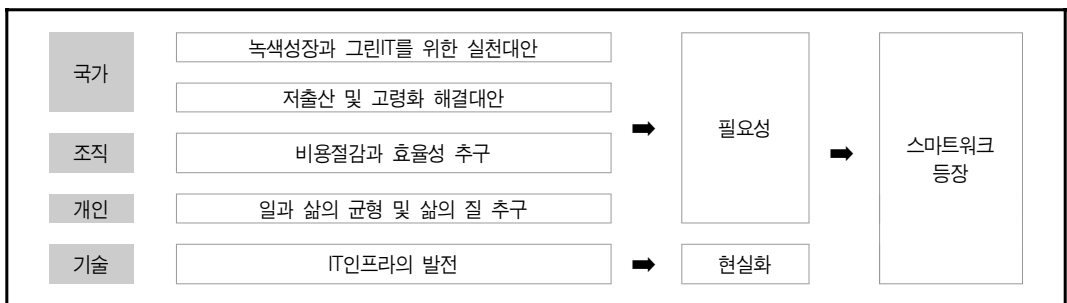 국가
녹색성장과 그린IT를 위한 실천대안
저출산 및 고령화 해결대안
조직
비용절감과 효율성 추구
개인
일과 삶의 균형 및 삶의 질 추구
기술
IT인프라의 발전
➡
필요성
➡
현실화
➡
스마트워크
등장